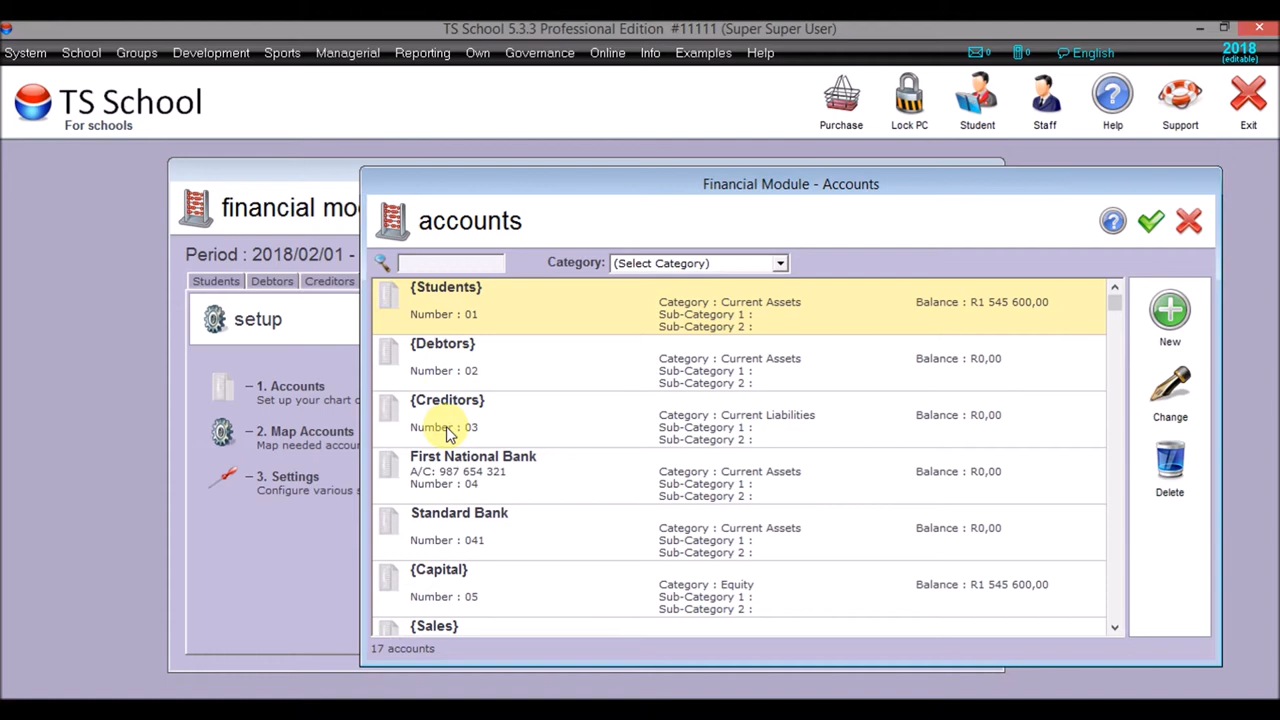 TS School 5.3.3 Professional Edition #11111 (Super Super User)
System School Groups Development Sports Managerial Reporting Own Governance Online Info Examples Help 0 0 English 2018
(editable)
TS School
For schools
Purchase Lock PC Student Staff Help Support Exit
Financial Module - Accounts
financial mo
accounts
Period : 2018/02/01 -
Category: (Select Category)
Students Debtors Creditors
setup
1. Accounts
Set up your chart
2. Map Accounts
Map needed accou
3. Settings
Configure various s
{Students}
Number : 01
Category : Current Assets
Sub-Category 1 :
Sub-Category 2 :
Balance : R1 545 600,00
{Debtors}
Number : 02
Category : Current Assets
Sub-Category 1 :
Sub-Category 2 :
Balance : R0,00
{Creditors}
Number : 03
Category : Current Liabilities
Sub-Category 1 :
Sub-Category 2 :
Balance : R0,00
First National Bank
A/C: 987 654 321
Number : 04
Category : Current Assets
Sub-Category 1 :
Sub-Category 2 :
Balance : R0,00
Standard Bank
Number : 041
Category : Current Assets
Sub-Category 1 :
Sub-Category 2 :
Balance : R0,00
{Capital}
Number : 05
Category : Equity
Sub-Category 1 :
Sub-Category 2 :
Balance : R1 545 600,00
{Sales}
New
Change
Delete
17 accounts